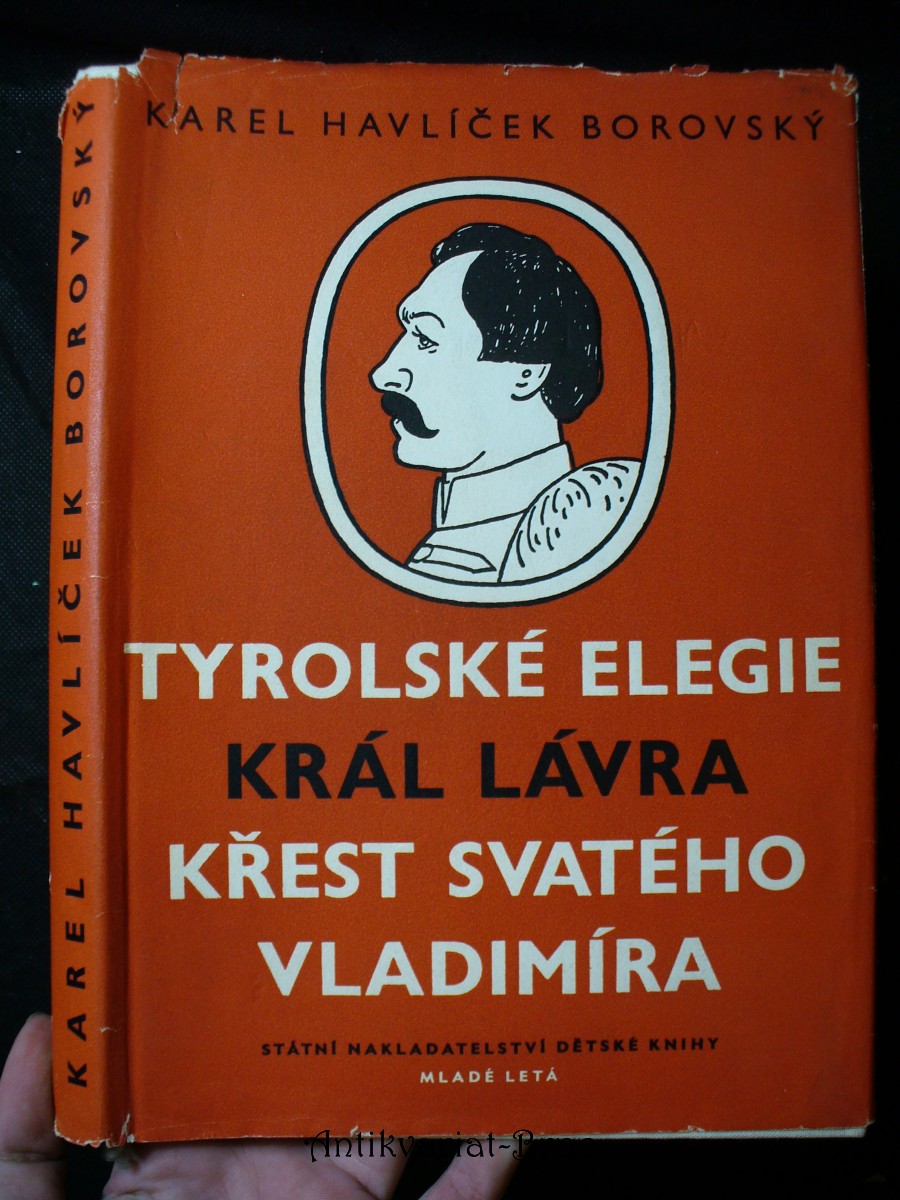 KAREL HAVLÍČEK BOROVSKÝ
KAREL HAVLÍČEK BOROVSKÝ
TYROLSKÉ ELEGIE
KRÁL LÁVRA
KŘEST SVATÉHO
VLADIMÍRA
STÁTNÍ NAKLADATELSTVÍ DĚTSKÉ KNIHY
MLADÉ LETÁ